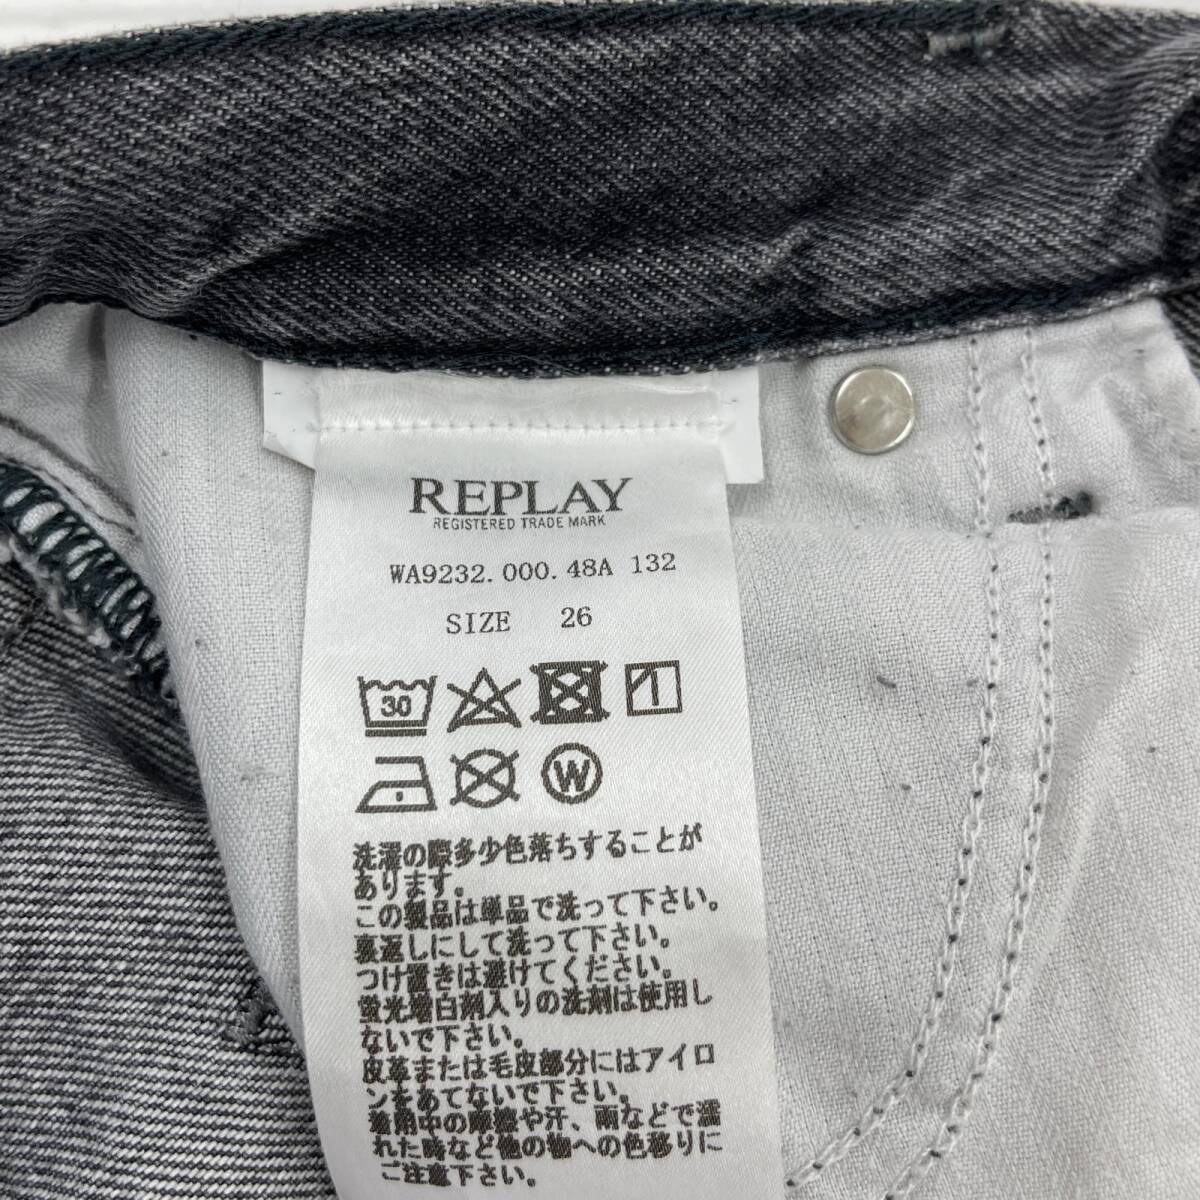 REPLAY
REGISTERED TRADE MARK
WA9232.000.48A 132
SIZE 26
30
W
洗濯の際多少色落ちすることが
あります。
この製品は単品で洗って下さい。
裏返しにして洗って下さい。
つけ置きは避けてください。
蛍光増白剤入りの洗剤は使用し
ないで下さい。
皮革または毛皮部分にはアイロ
ンをあてないで下さい。
着用中の摩擦や汗、雨などで濡
れた時など他の物への色移りに
ご注意下さい。